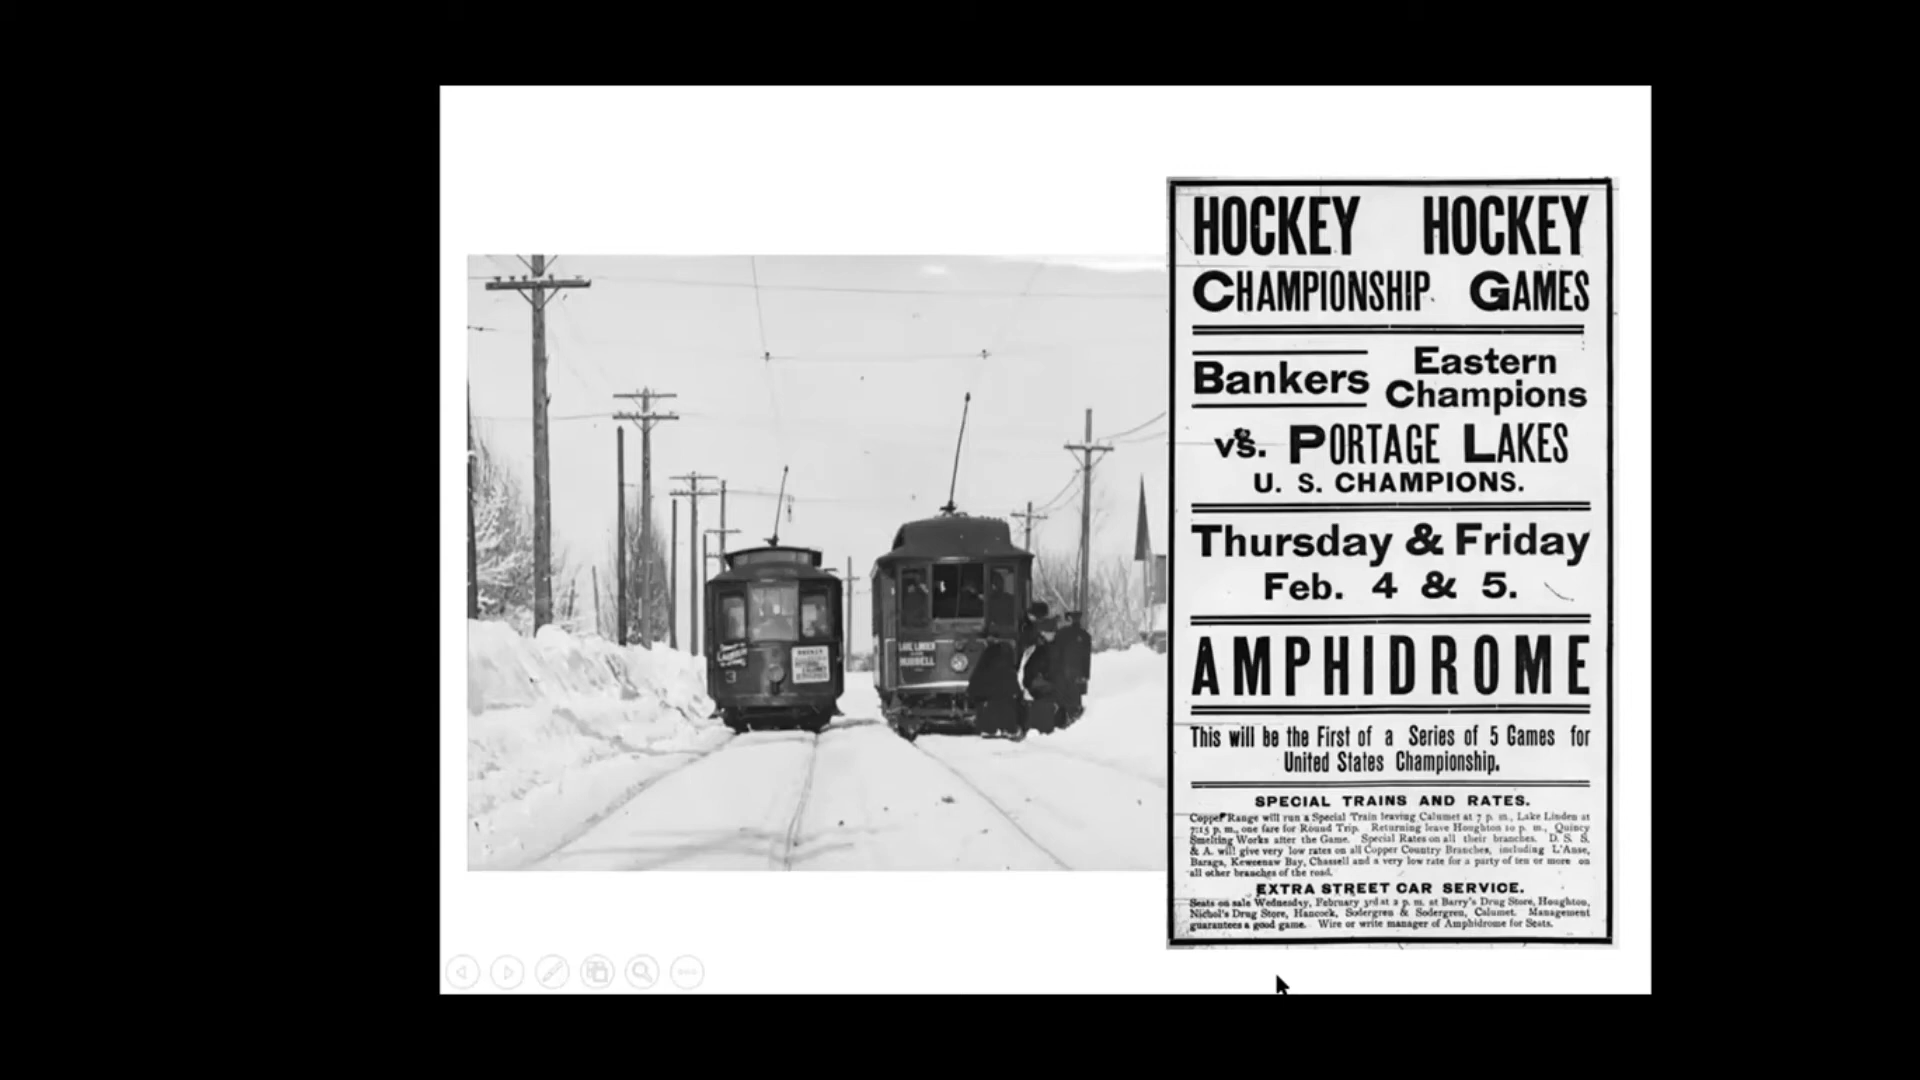 LAKE LINDEN
HUBBELL
3
HOCKEY HOCKEY
CHAMPIONSHIP GAMES
Bankers Eastern Champions
vs. PORTAGE LAKES
U. S. CHAMPIONS.
Thursday & Friday
Feb. 4 & 5.
AMPHIDROME
This will be the First of a Series of 5 Games for
United States Championship.
SPECIAL TRAINS AND RATES.
Copper Range will run a Special Train leaving Calumet at 7 p. m., Lake Linden at
7:15 p. m., one fare for Round Trip. Returning leave Houghton 10 p. m., Quincy
Smelting Works after the Game. Special Rates on all their branches. D. S. S.
& A. will give very low rates on all Copper Country Branches, including L'Anse,
Baraga, Keweenaw Bay, Chassell and a very low rate for a party of ten or more on
all other branches of the road.
EXTRA STREET CAR SERVICE.
Seats on sale Wednesday, February 3rd at 2 p. m. at Barry's Drug Store, Houghton,
Nichol's Drug Store, Hancock, Sodergren & Sodergren, Calumet. Management
guarantees a good game. Wire or write manager of Amphidrome for Seats.